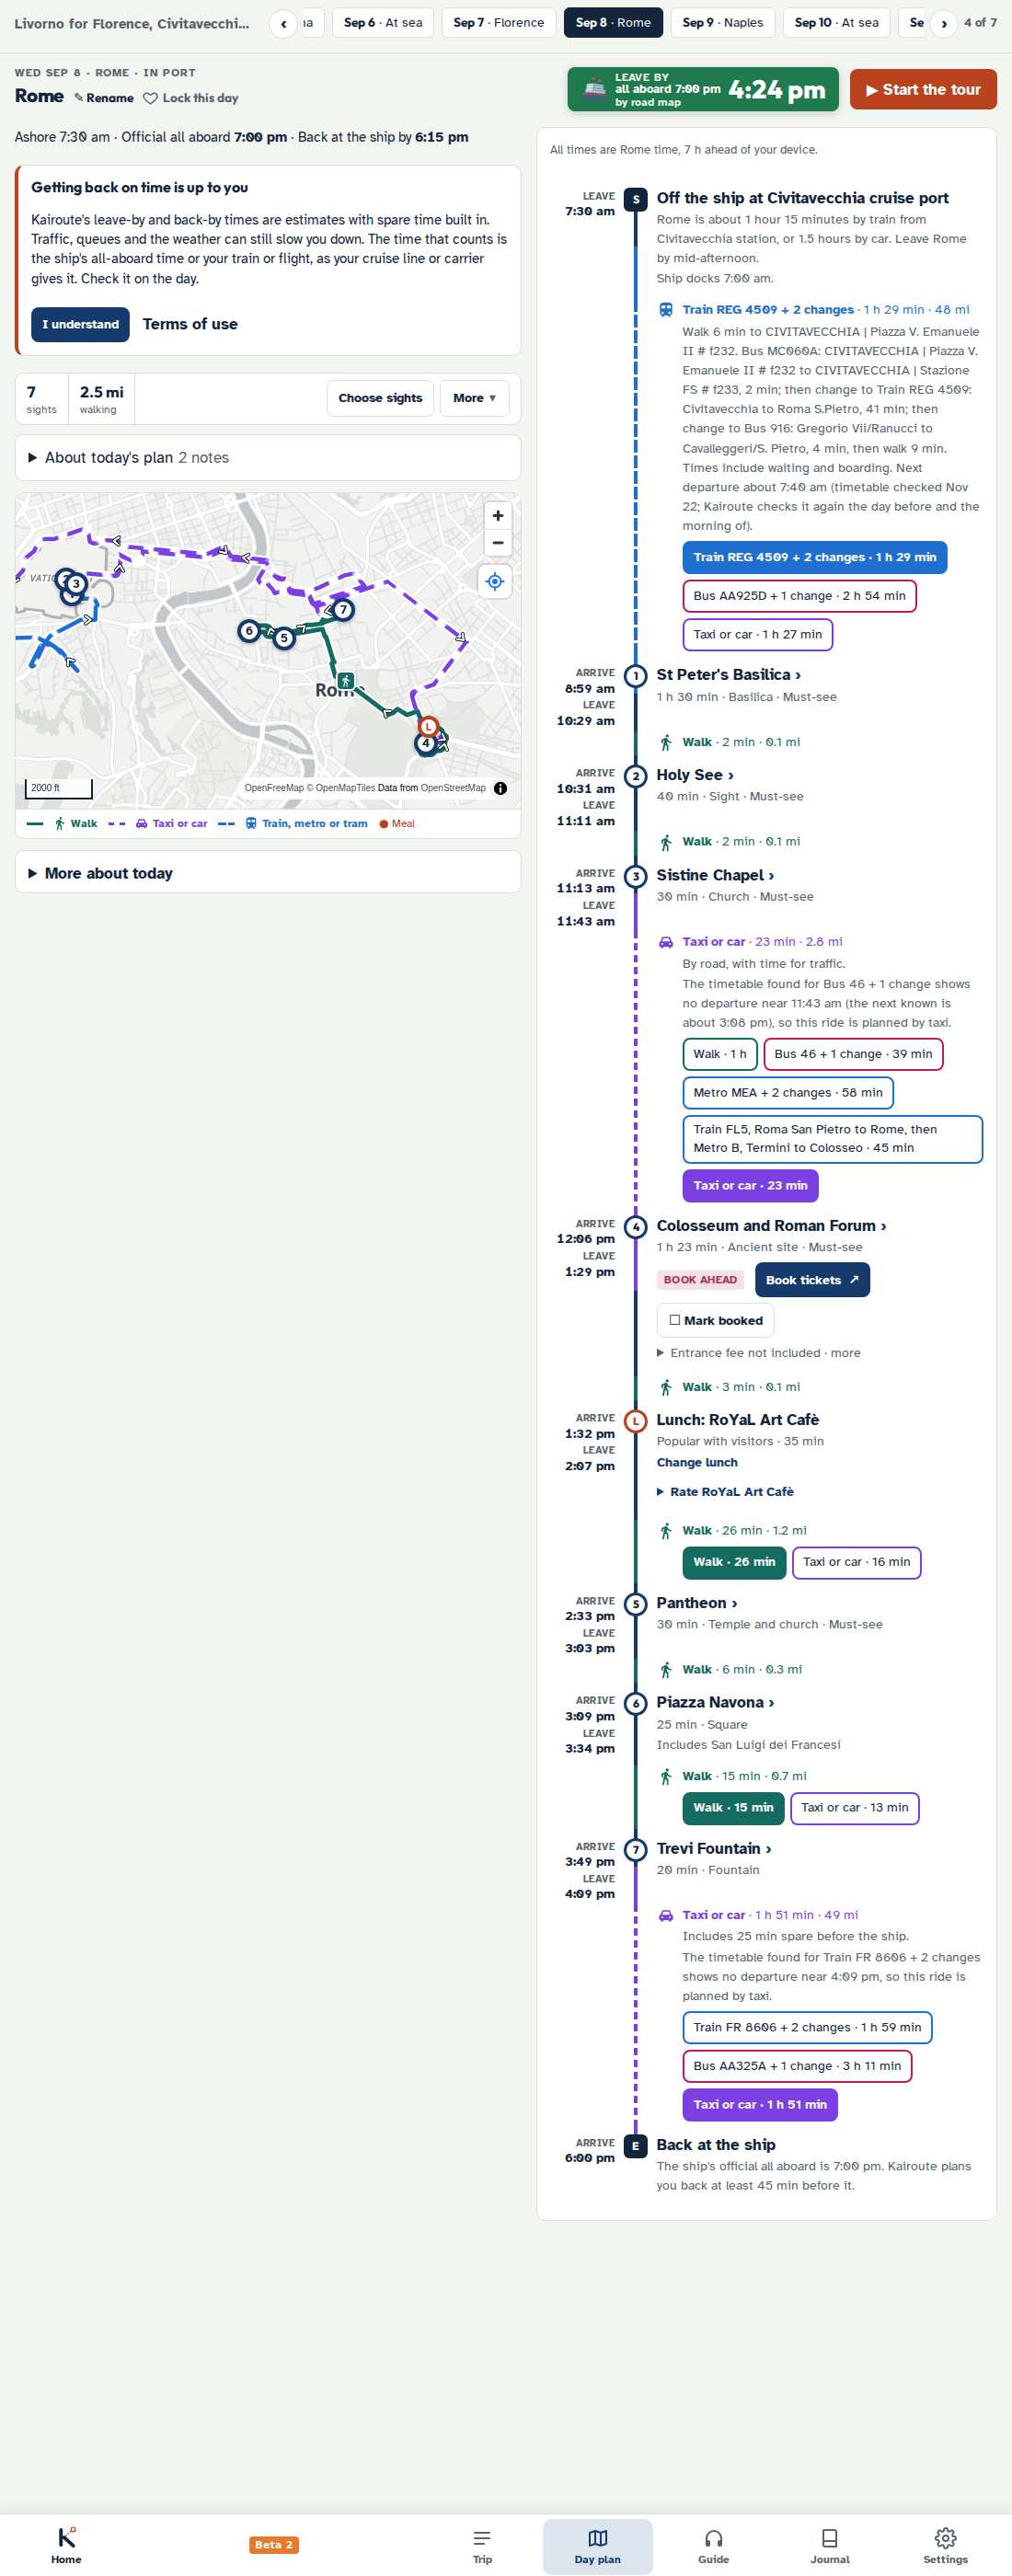 Livorno for Florence, Civitavecchi...
‹
na
Sep 6 · At sea
Sep 7 · Florence
Sep 8 · Rome
Sep 9 · Naples
Sep 10 · At sea
Se
›
4 of 7
WED SEP 8 · ROME · IN PORT
Rome
✎ Rename
Lock this day
LEAVE BY
all aboard 7:00 pm
by road map
4:24 pm
▶ Start the tour
Ashore 7:30 am · Official all aboard 7:00 pm · Back at the ship by 6:15 pm
Getting back on time is up to you
Kairoute's leave-by and back-by times are estimates with spare time built in.
Traffic, queues and the weather can still slow you down. The time that counts is
the ship's all-aboard time or your train or flight, as your cruise line or carrier
gives it. Check it on the day.
I understand
Terms of use
7
sights
2.5 mi
walking
Choose sights
More ▼
▶ About today's plan 2 notes
+
−
6
5
7
3
L
4
2000 ft
OpenFreeMap © OpenMapTiles Data from OpenStreetMap
Walk
Taxi or car
Train, metro or tram
Meal
▶ More about today
All times are Rome time, 7 h ahead of your device.
LEAVE
7:30 am
S
Off the ship at Civitavecchia cruise port
Rome is about 1 hour 15 minutes by train from
Civitavecchia station, or 1.5 hours by car. Leave Rome
by mid-afternoon.
Ship docks 7:00 am.
Train REG 4509 + 2 changes · 1 h 29 min · 48 mi
Walk 6 min to CIVITAVECCHIA | Piazza V. Emanuele
II # f232. Bus MC060A: CIVITAVECCHIA | Piazza V.
Emanuele II # f232 to CIVITAVECCHIA | Stazione
FS # f233, 2 min; then change to Train REG 4509:
Civitavecchia to Roma S.Pietro, 41 min; then
change to Bus 916: Gregorio Vii/Ranucci to
Cavalleggeri/S. Pietro, 4 min, then walk 9 min.
Times include waiting and boarding. Next
departure about 7:40 am (timetable checked Nov
22; Kairoute checks it again the day before and the
morning of).
Train REG 4509 + 2 changes · 1 h 29 min
Bus AA925D + 1 change · 2 h 54 min
Taxi or car · 1 h 27 min
ARRIVE
8:59 am
LEAVE
10:29 am
1
St Peter's Basilica ›
1 h 30 min · Basilica · Must-see
Walk · 2 min · 0.1 mi
ARRIVE
10:31 am
LEAVE
11:11 am
2
Holy See ›
40 min · Sight · Must-see
Walk · 2 min · 0.1 mi
ARRIVE
11:13 am
LEAVE
11:43 am
3
Sistine Chapel ›
30 min · Church · Must-see
Taxi or car · 23 min · 2.8 mi
By road, with time for traffic.
The timetable found for Bus 46 + 1 change shows
no departure near 11:43 am (the next known is
about 3:08 pm), so this ride is planned by taxi.
Walk · 1 h
Bus 46 + 1 change · 39 min
Metro MEA + 2 changes · 58 min
Train FL5, Roma San Pietro to Rome, then
Metro B, Termini to Colosseo · 45 min
Taxi or car · 23 min
ARRIVE
12:06 pm
LEAVE
1:29 pm
4
Colosseum and Roman Forum ›
1 h 23 min · Ancient site · Must-see
BOOK AHEAD
Book tickets ↗
☐ Mark booked
▶ Entrance fee not included · more
Walk · 3 min · 0.1 mi
ARRIVE
1:32 pm
LEAVE
2:07 pm
L
Lunch: RoYaL Art Cafè
Popular with visitors · 35 min
Change lunch
▶ Rate RoYaL Art Cafè
Walk · 26 min · 1.2 mi
Walk · 26 min
Taxi or car · 16 min
ARRIVE
2:33 pm
LEAVE
3:03 pm
5
Pantheon ›
30 min · Temple and church · Must-see
Walk · 6 min · 0.3 mi
ARRIVE
3:09 pm
LEAVE
3:34 pm
6
Piazza Navona ›
25 min · Square
Includes San Luigi dei Francesi
Walk · 15 min · 0.7 mi
Walk · 15 min
Taxi or car · 13 min
ARRIVE
3:49 pm
LEAVE
4:09 pm
7
Trevi Fountain ›
20 min · Fountain
Taxi or car · 1 h 51 min · 49 mi
Includes 25 min spare before the ship.
The timetable found for Train FR 8606 + 2 changes
shows no departure near 4:09 pm, so this ride is
planned by taxi.
Train FR 8606 + 2 changes · 1 h 59 min
Bus AA325A + 1 change · 3 h 11 min
Taxi or car · 1 h 51 min
ARRIVE
6:00 pm
E
Back at the ship
The ship's official all aboard is 7:00 pm. Kairoute plans
you back at least 45 min before it.
Home
Beta 2
Trip
Day plan
Guide
Journal
Settings